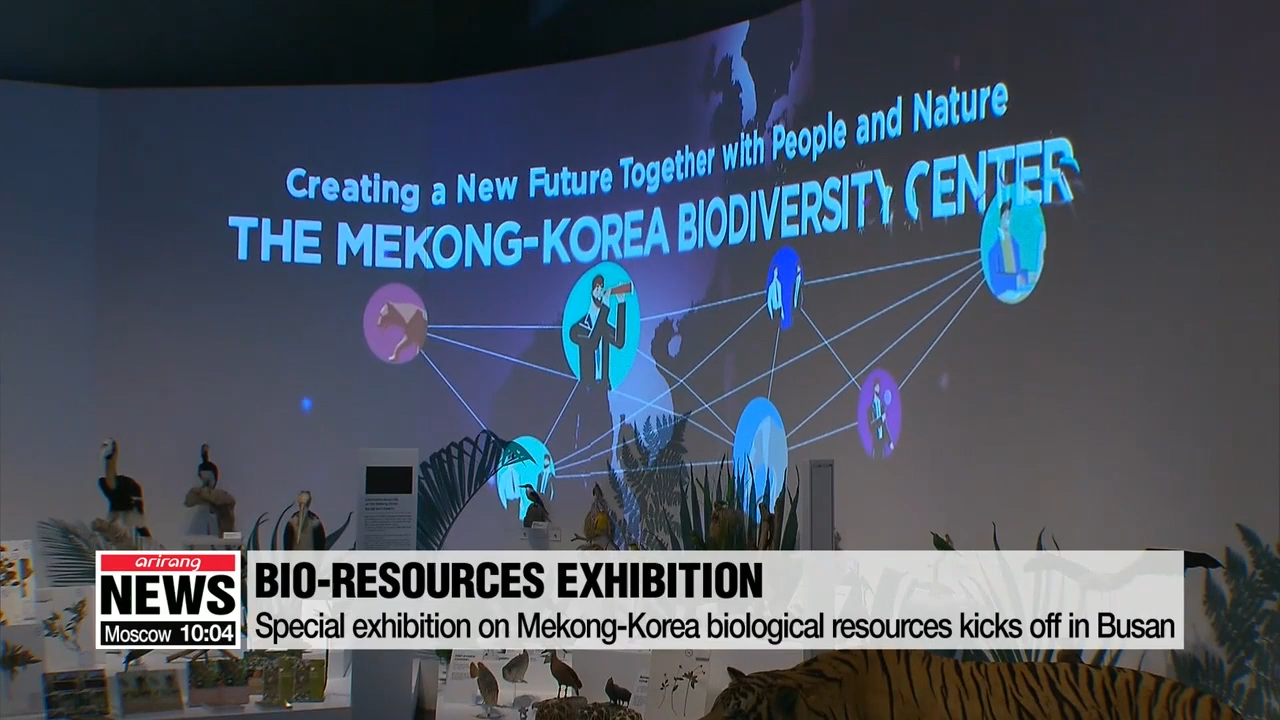 Creating a New Future Together with People and Nature
THE MEKONG-KOREA BIODIVERSITY CENTER
arirang
NEWS
Moscow 10:04
BIO-RESOURCES EXHIBITION
Special exhibition on Mekong-Korea biological resources kicks off in Busan